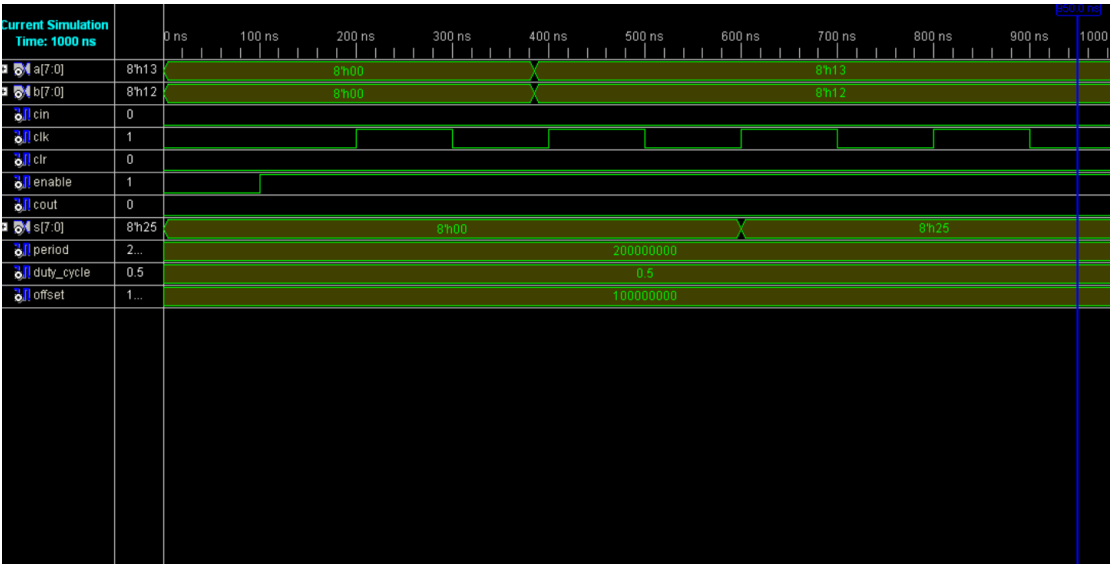 950.0 ns
Current Simulation
Time: 1000 ns
0 ns 100 ns 200 ns 300 ns 400 ns 500 ns 600 ns 700 ns 800 ns 900 ns 1000
a[7:0] 8'h13 8'h00 8'h13
b[7:0] 8'h12 8'h00 8'h12
cin 0
clk 1
clr 0
enable 1
cout 0
s[7:0] 8'h25 8'h00 8'h25
period 2... 200000000
duty_cycle 0.5 0.5
offset 1... 100000000